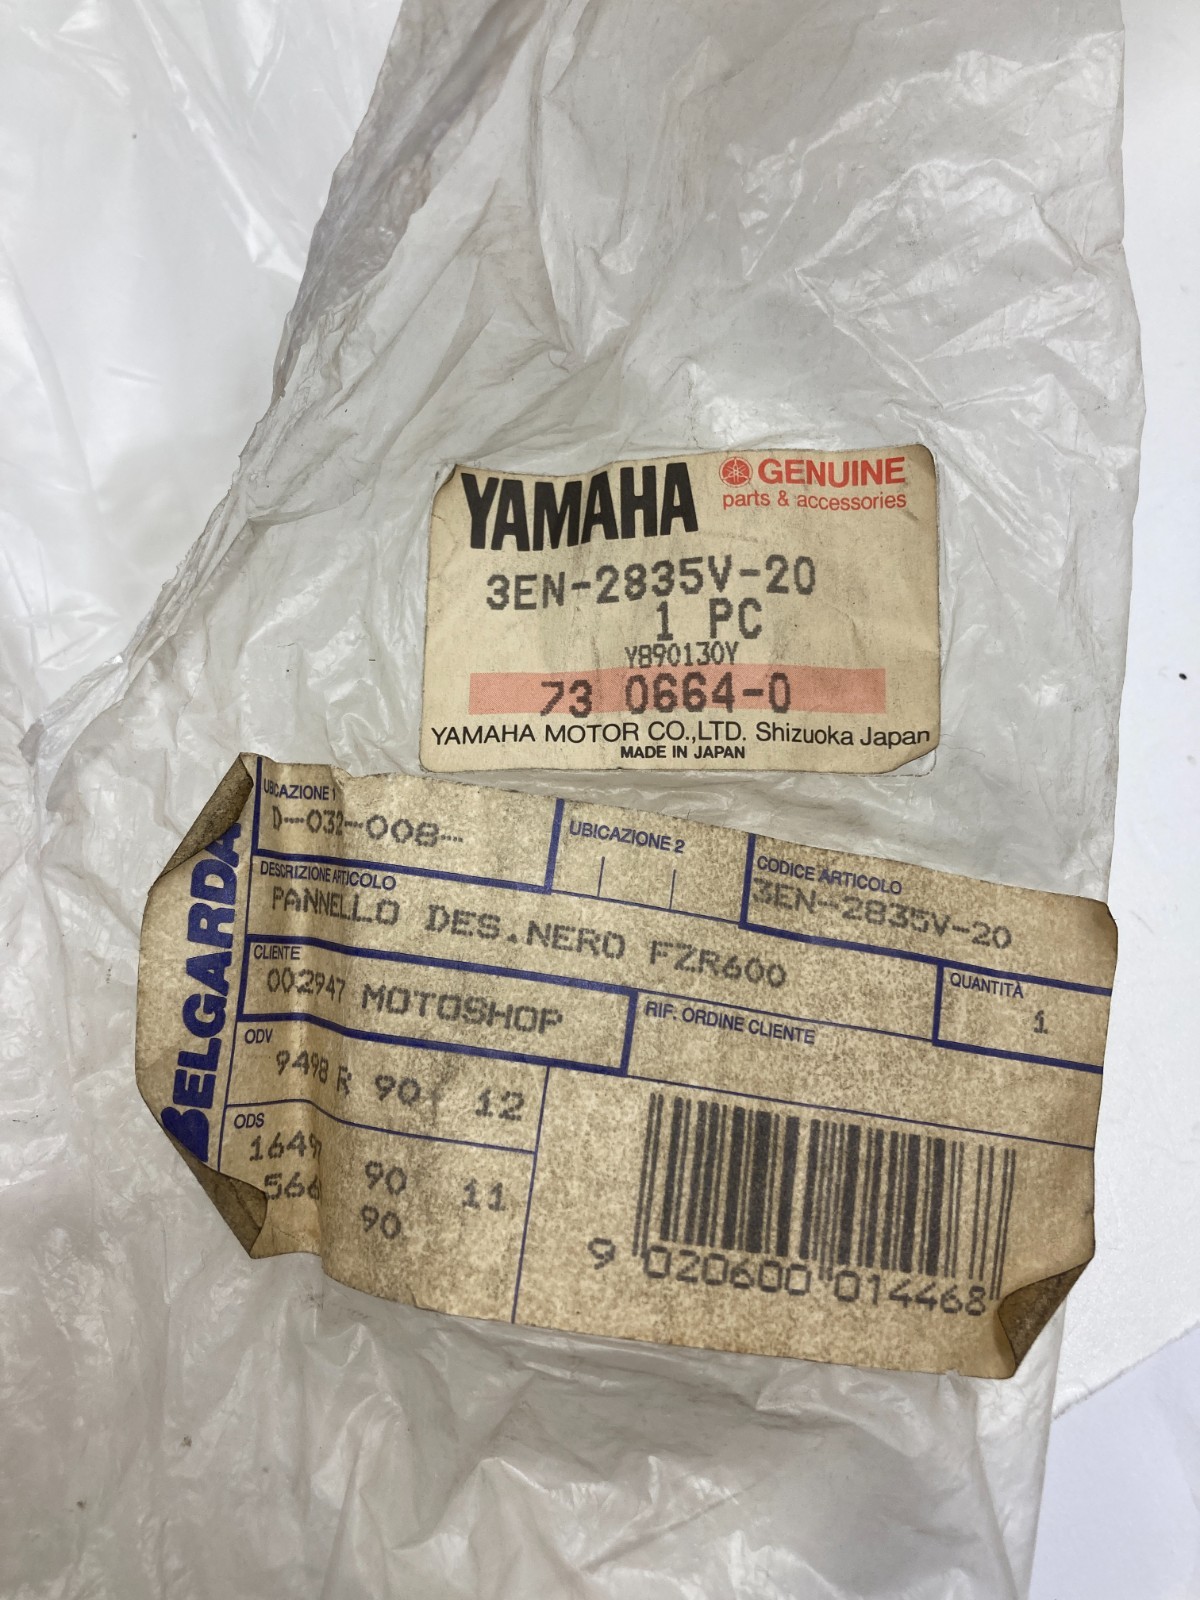 YAMAHA
GENUINE
parts & accessories
3EN-2835V-20
1 PC
Y890130Y
73 0664-0
YAMAHA MOTOR CO.,LTD. Shizuoka Japan
MADE IN JAPAN
BELGARDA
UBICAZIONE 1
D--032-008--
UBICAZIONE 2
CODICE ARTICOLO
3EN-2835V-20
DESCRIZIONE ARTICOLO
PANNELLO DES.NERO FZR600
QUANTITÀ
1
CLIENTE
002947 MOTOSHOP
RIF. ORDINE CLIENTE
ODV
9498 R 90 12
ODS
1649 90 11
566 90
9 020600 014468